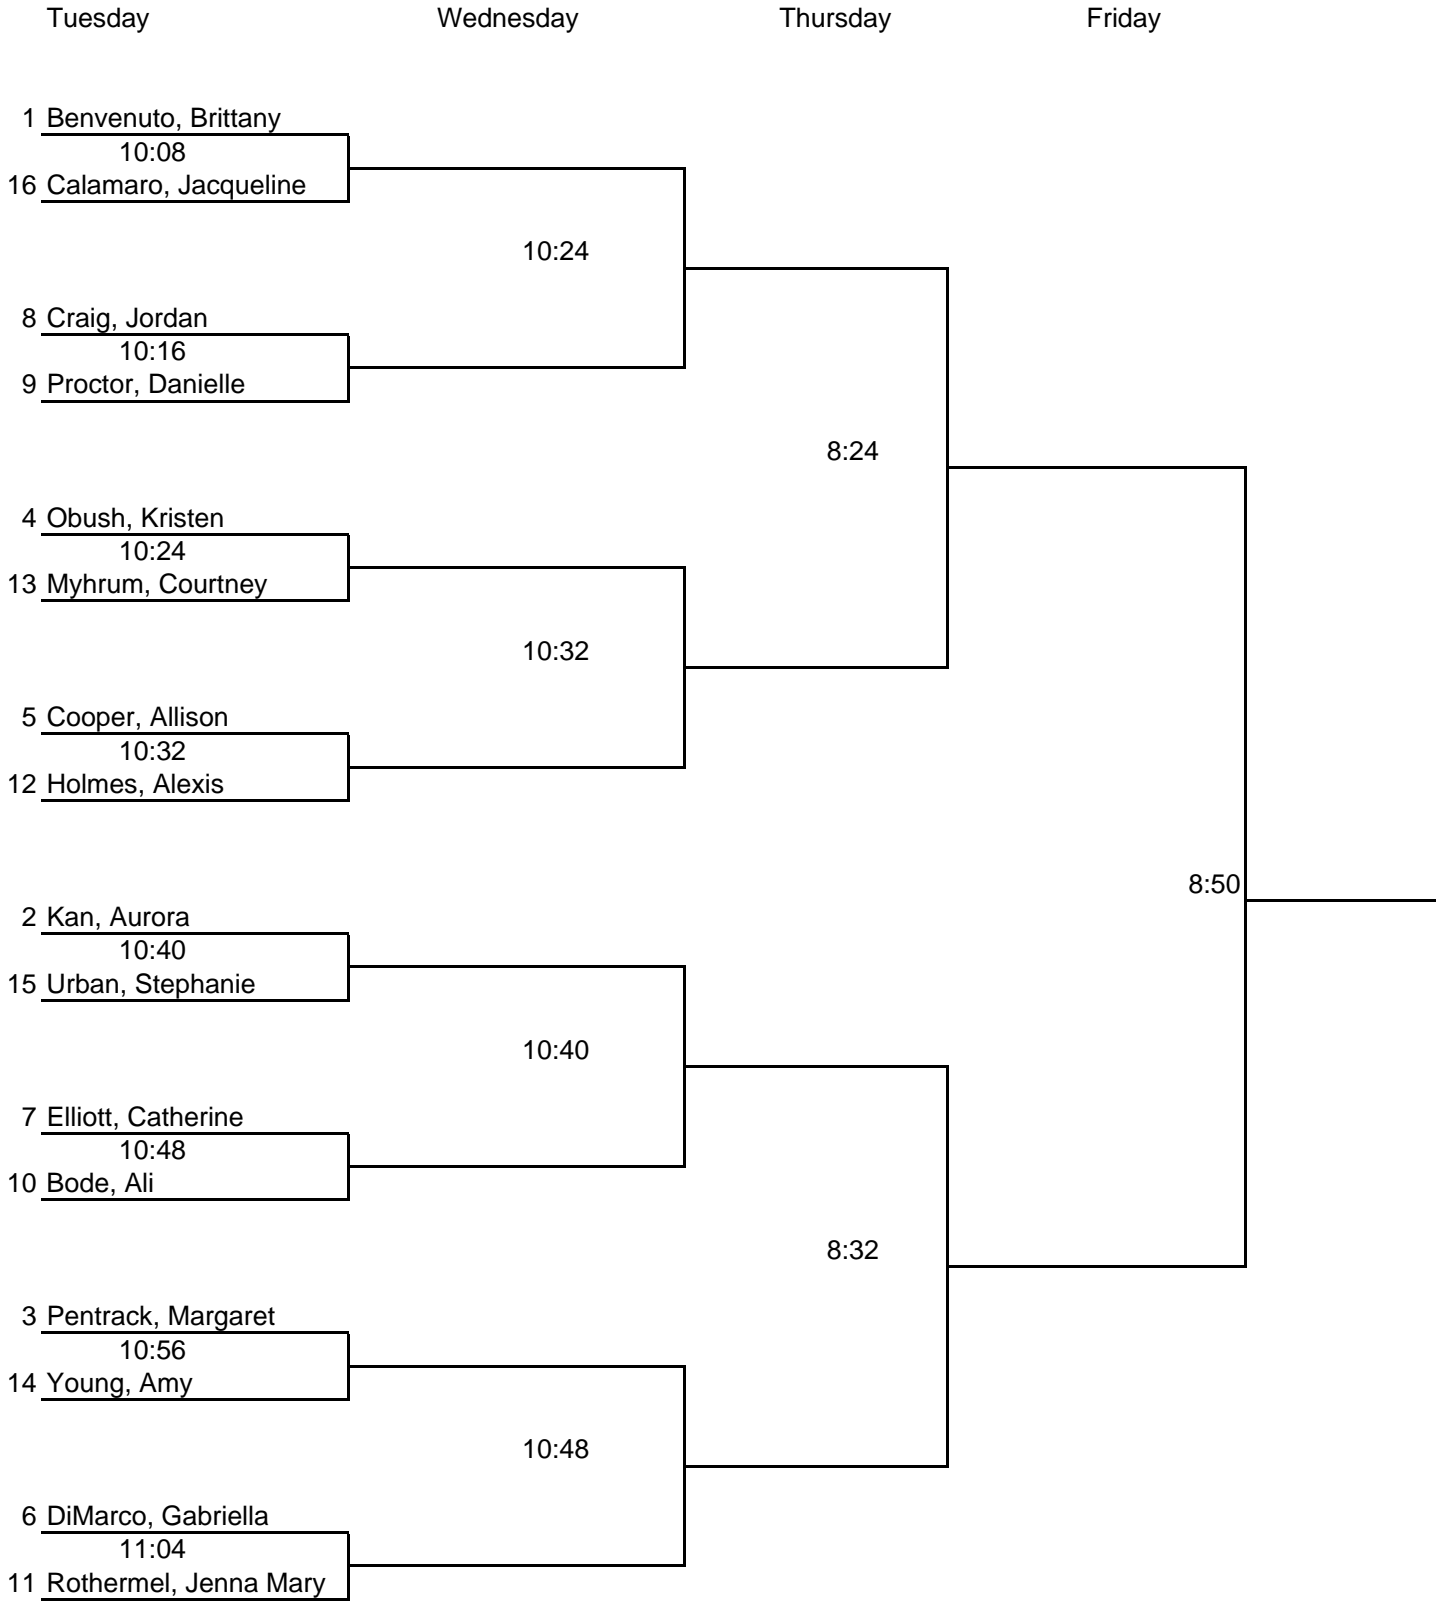 Tuesday Wednesday Thursday Friday
1 Benvenuto, Brittany
10:08
16 Calamaro, Jacqueline
10:24
8 Craig, Jordan
10:16
9 Proctor, Danielle
8:24
4 Obush, Kristen
10:24
13 Myhrum, Courtney
10:32
5 Cooper, Allison
10:32
12 Holmes, Alexis
8:50
2 Kan, Aurora
10:40
15 Urban, Stephanie
10:40
7 Elliott, Catherine
10:48
10 Bode, Ali
8:32
3 Pentrack, Margaret
10:56
14 Young, Amy
10:48
6 DiMarco, Gabriella
11:04
11 Rothermel, Jenna Mary